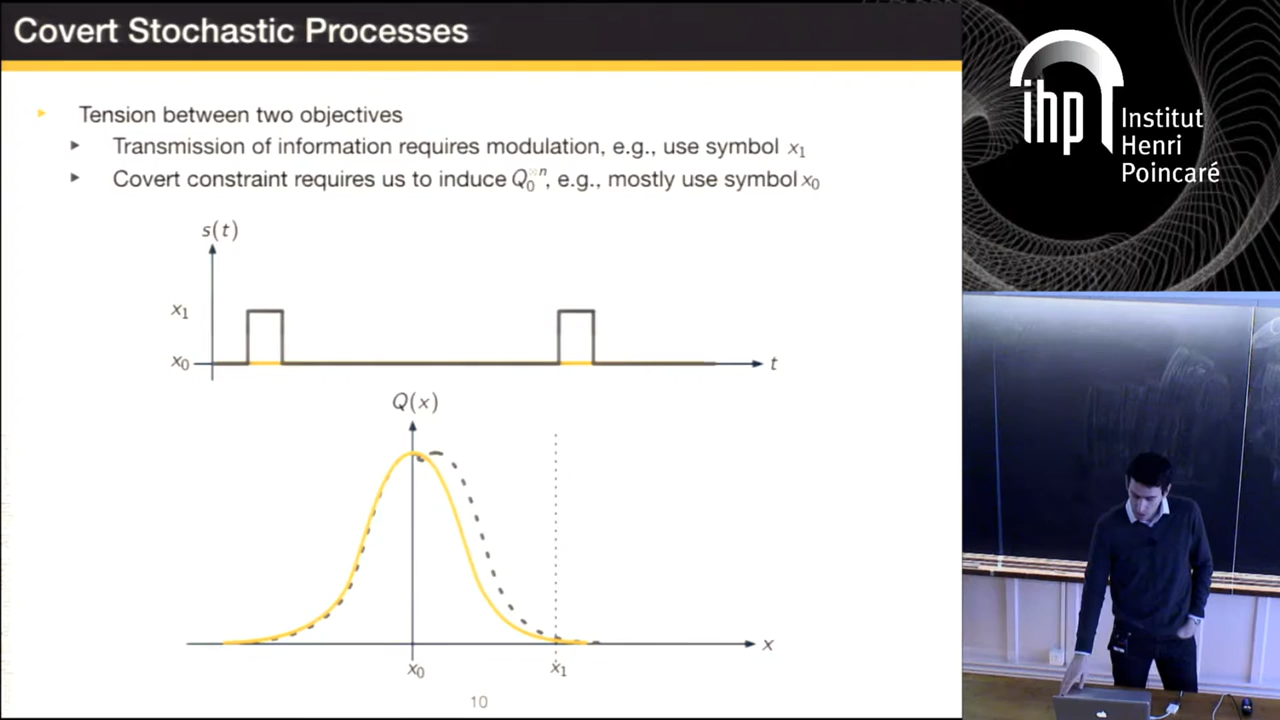 Covert Stochastic Processes
Tension between two objectives
Transmission of information requires modulation, e.g., use symbol x₁
Covert constraint requires us to induce Q₀^{×n}, e.g., mostly use symbol x₀
s(t)
x₁
x₀
t
Q(x)
x
x₀
x₁
10
ihp
Institut
Henri
Poincaré